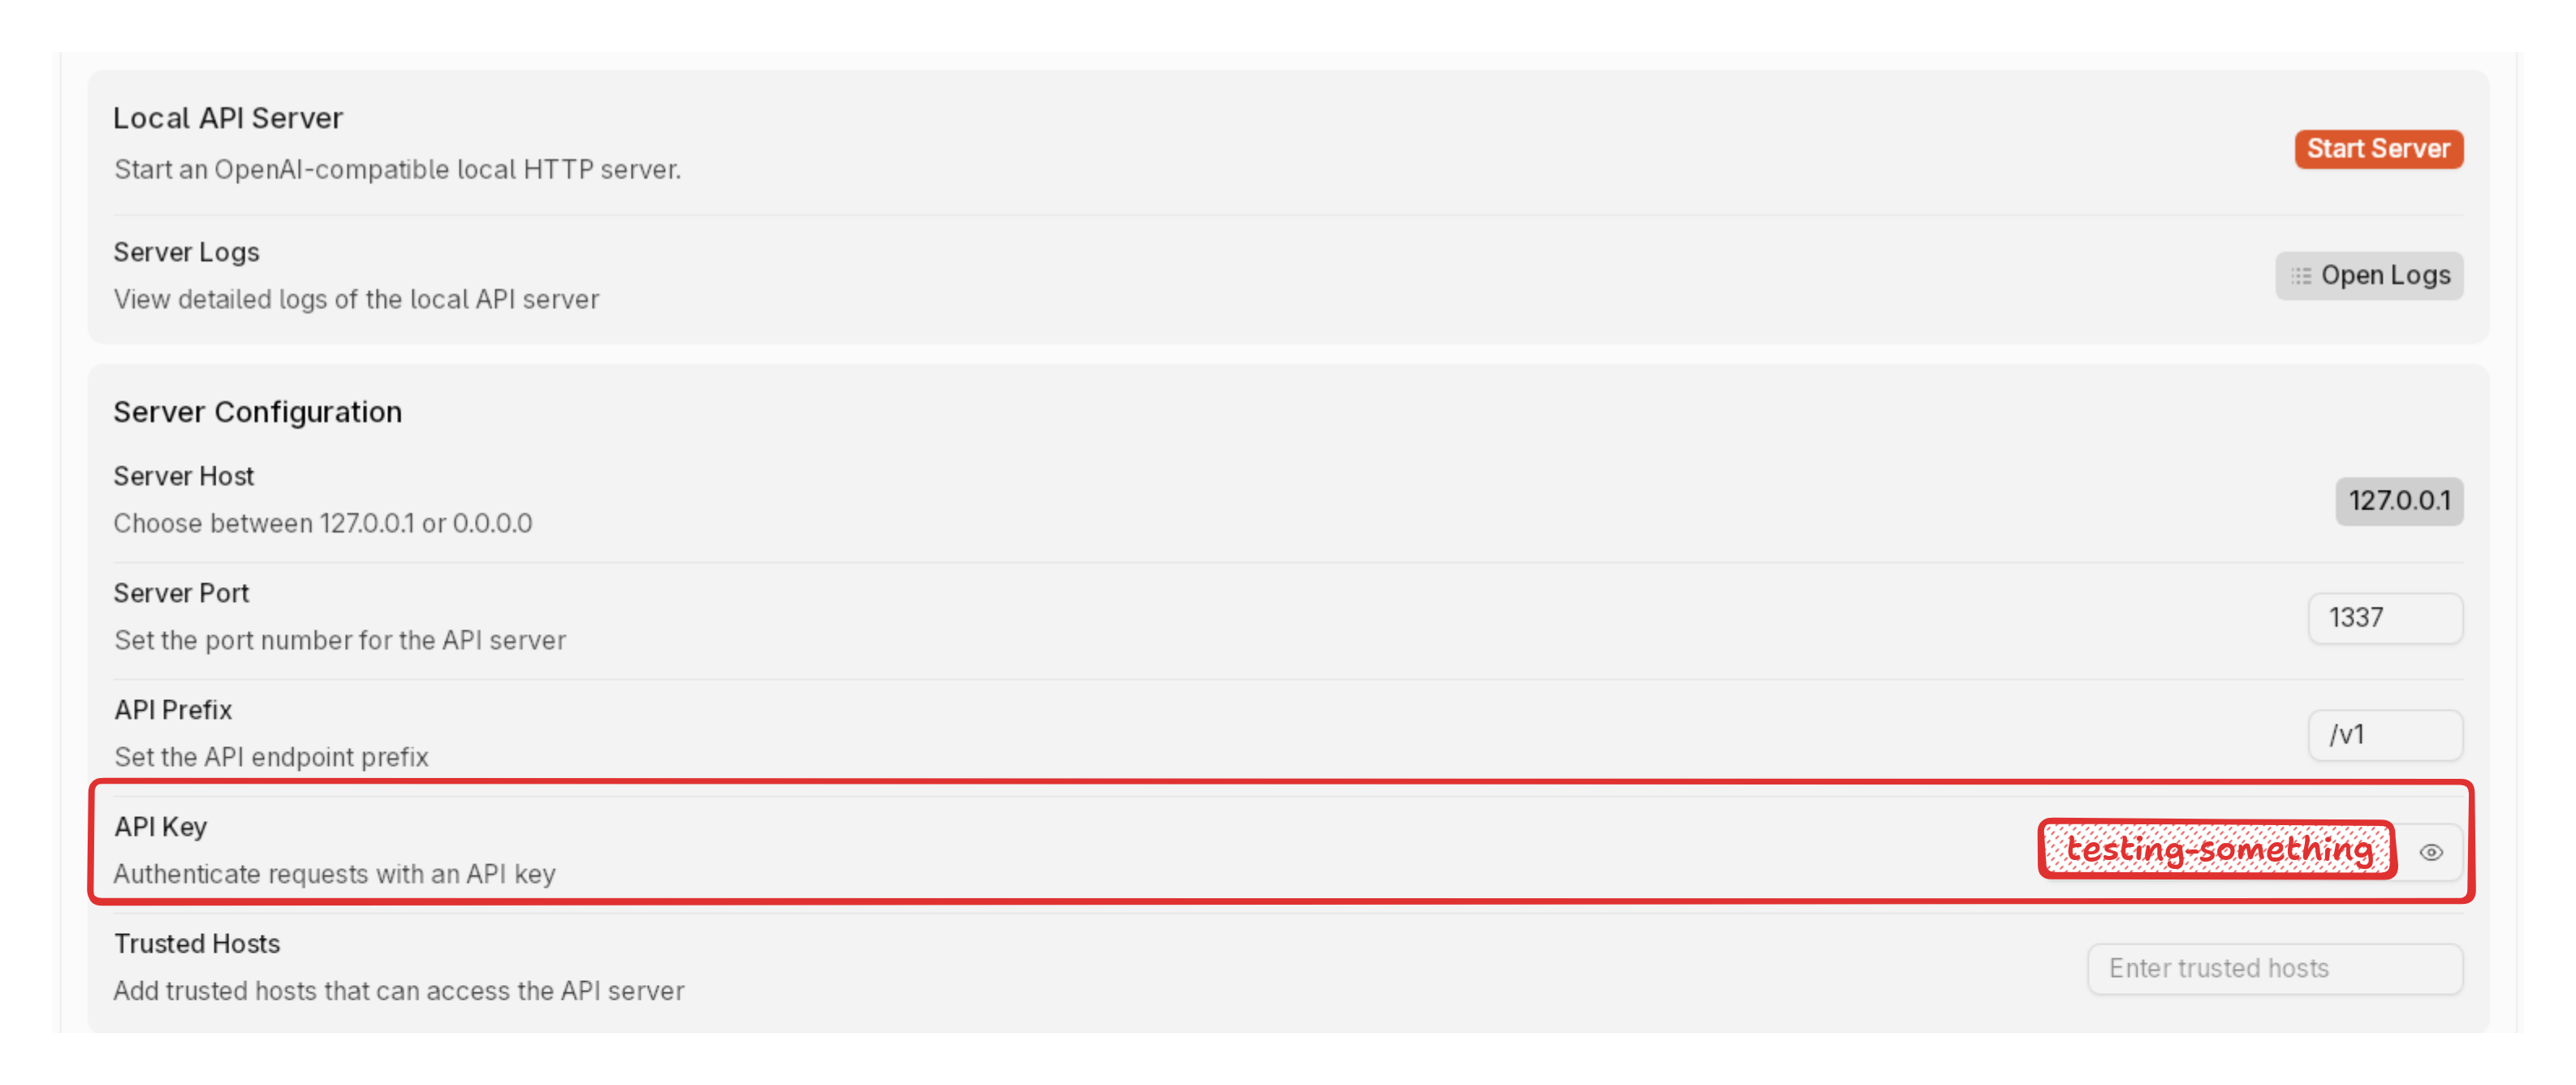 Local API Server
Start an OpenAI-compatible local HTTP server.
Start Server
Server Logs
View detailed logs of the local API server
Open Logs
Server Configuration
Server Host
Choose between 127.0.0.1 or 0.0.0.0
127.0.0.1
Server Port
Set the port number for the API server
1337
API Prefix
Set the API endpoint prefix
/v1
API Key
Authenticate requests with an API key
testing-something
Trusted Hosts
Add trusted hosts that can access the API server
Enter trusted hosts